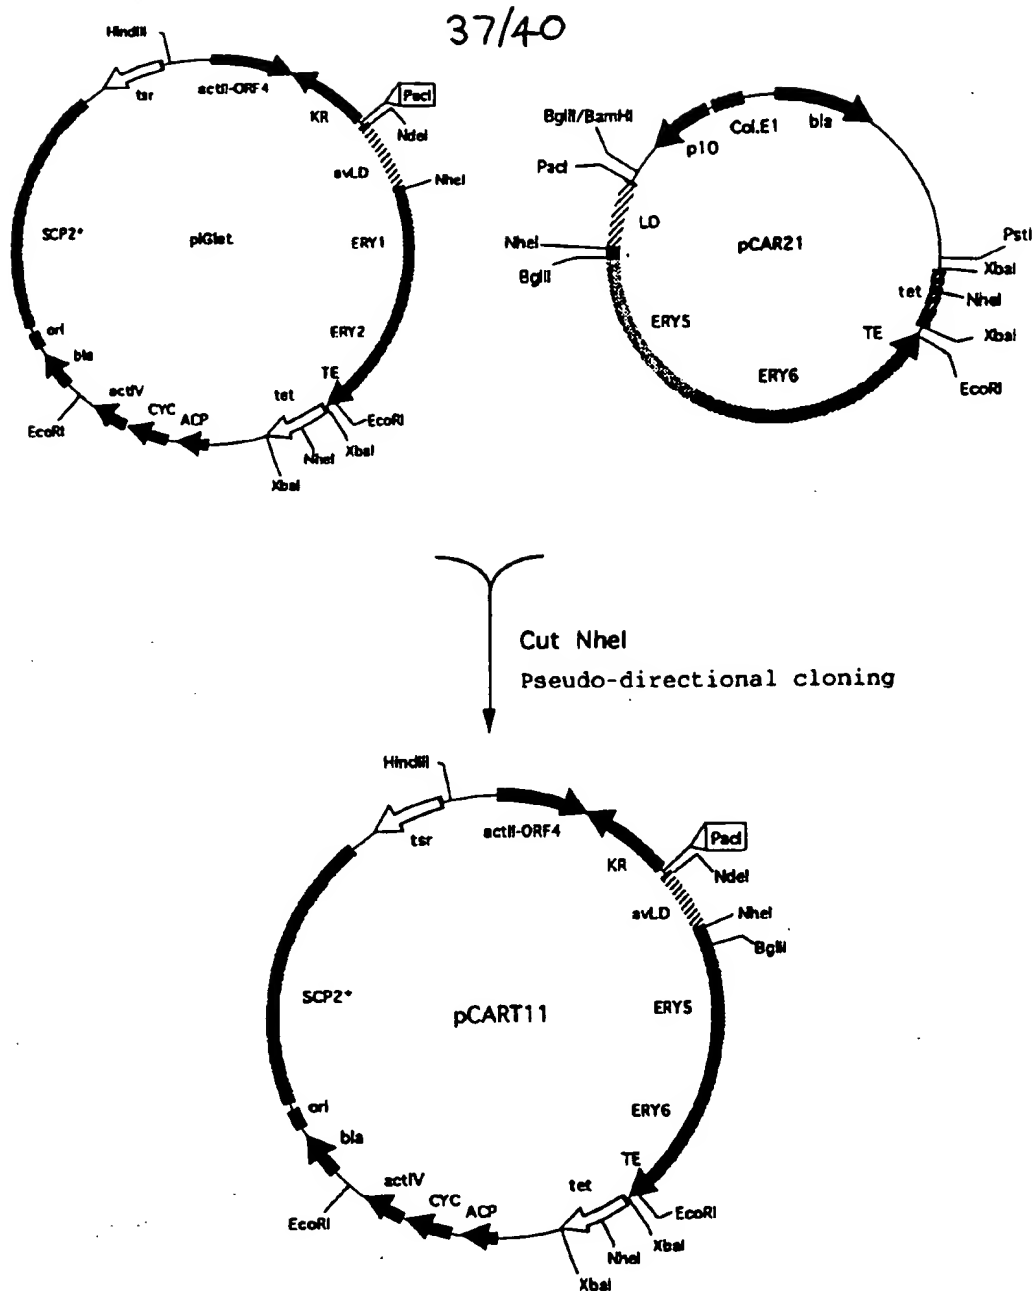 37/40
HindIII
tsr
actII-ORF4
KR
PacI
NdeI
avLD
NheI
SCP2*
pIGlet
ERY1
ERY2
TE
tet
EcoRI
XbaI
NheI
XbaI
ACP
CYC
actIV
EcoRI
bla
ori
BglII/BamHI
PacI
p10
Col.E1
bla
LD
NheI
BglII
pCAR21
PstI
XbaI
tet
NheI
XbaI
TE
EcoRI
ERY5
ERY6
Cut NheI
Pseudo-directional cloning
HindIII
tsr
actII-ORF4
KR
PacI
NdeI
avLD
NheI
BglII
SCP2*
pCART11
ERY5
ERY6
TE
tet
EcoRI
XbaI
NheI
XbaI
ACP
CYC
actIV
EcoRI
bla
ori